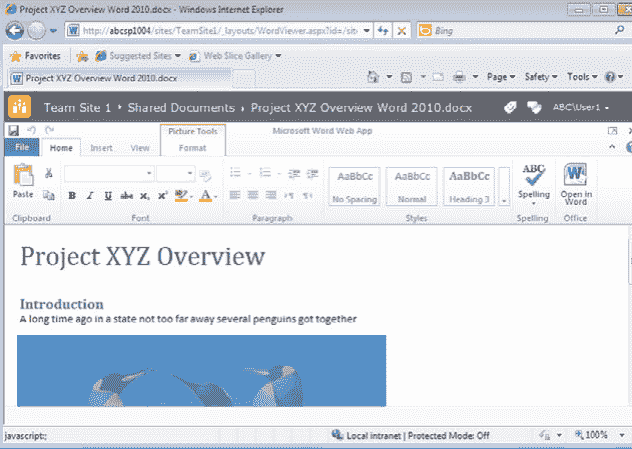 Project XYZ Overview Word 2010.docx - Windows Internet Explorer
http://abcsp1004/sites/TeamSite1/_layouts/WordViewer.aspx?id=/site
Bing
Favorites Suggested Sites Web Slice Gallery
Project XYZ Overview Word 2010.docx
Page Safety Tools
Team Site 1 Shared Documents Project XYZ Overview Word 2010.docx ABC\User1
Picture Tools Microsoft Word Web App
File Home Insert View Format
Paste
B I U abc X₂ X² A
AaBbCc AaBbCc AaBbCc
No Spacing Normal Heading 3
ABC
Spelling
W
Open in Word
Clipboard Font Paragraph Styles Spelling Office
Project XYZ Overview
Introduction
A long time ago in a state not too far away several penguins got together
javascript:; Local intranet | Protected Mode: Off 100%